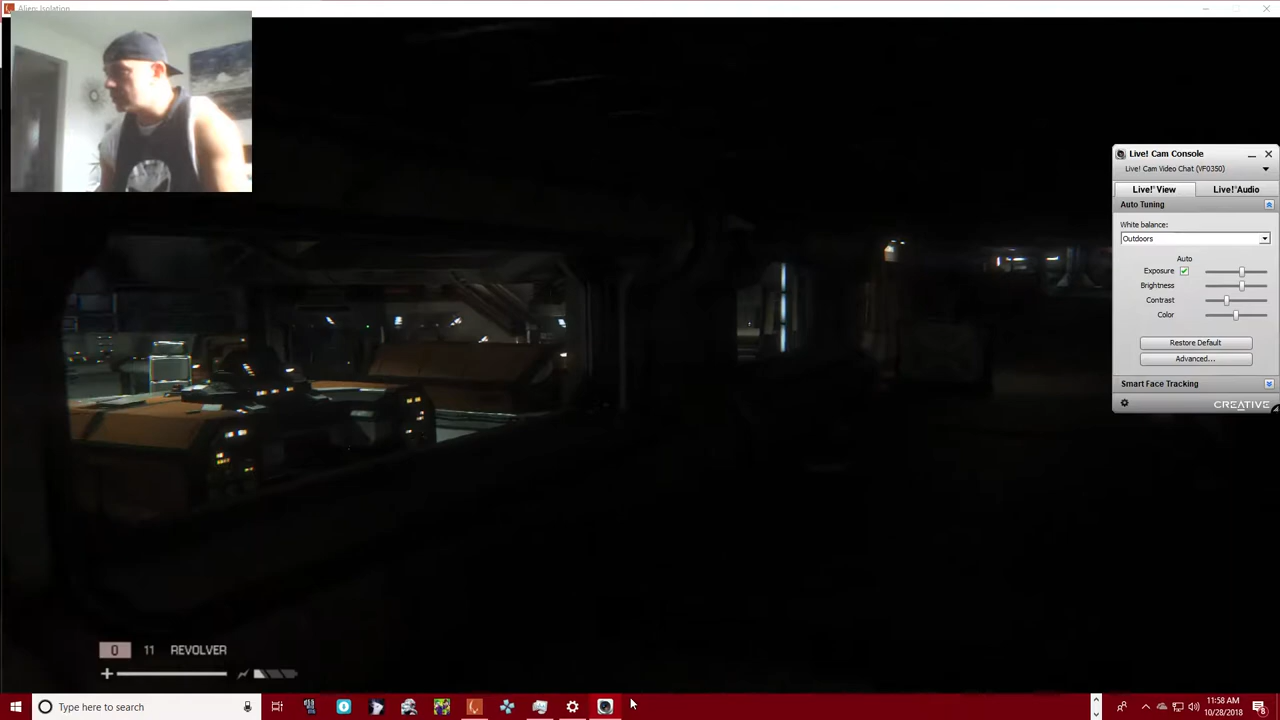 Alien: Isolation
Live! Cam Console
Live! Cam Video Chat (VF0350)
Live! View
Live! Audio
Auto Tuning
White balance:
Outdoors
Auto
Exposure
Brightness
Contrast
Color
Restore Default
Advanced...
Smart Face Tracking
CREATIVE
0 11 REVOLVER
Type here to search
11:58 AM
10/28/2018
8